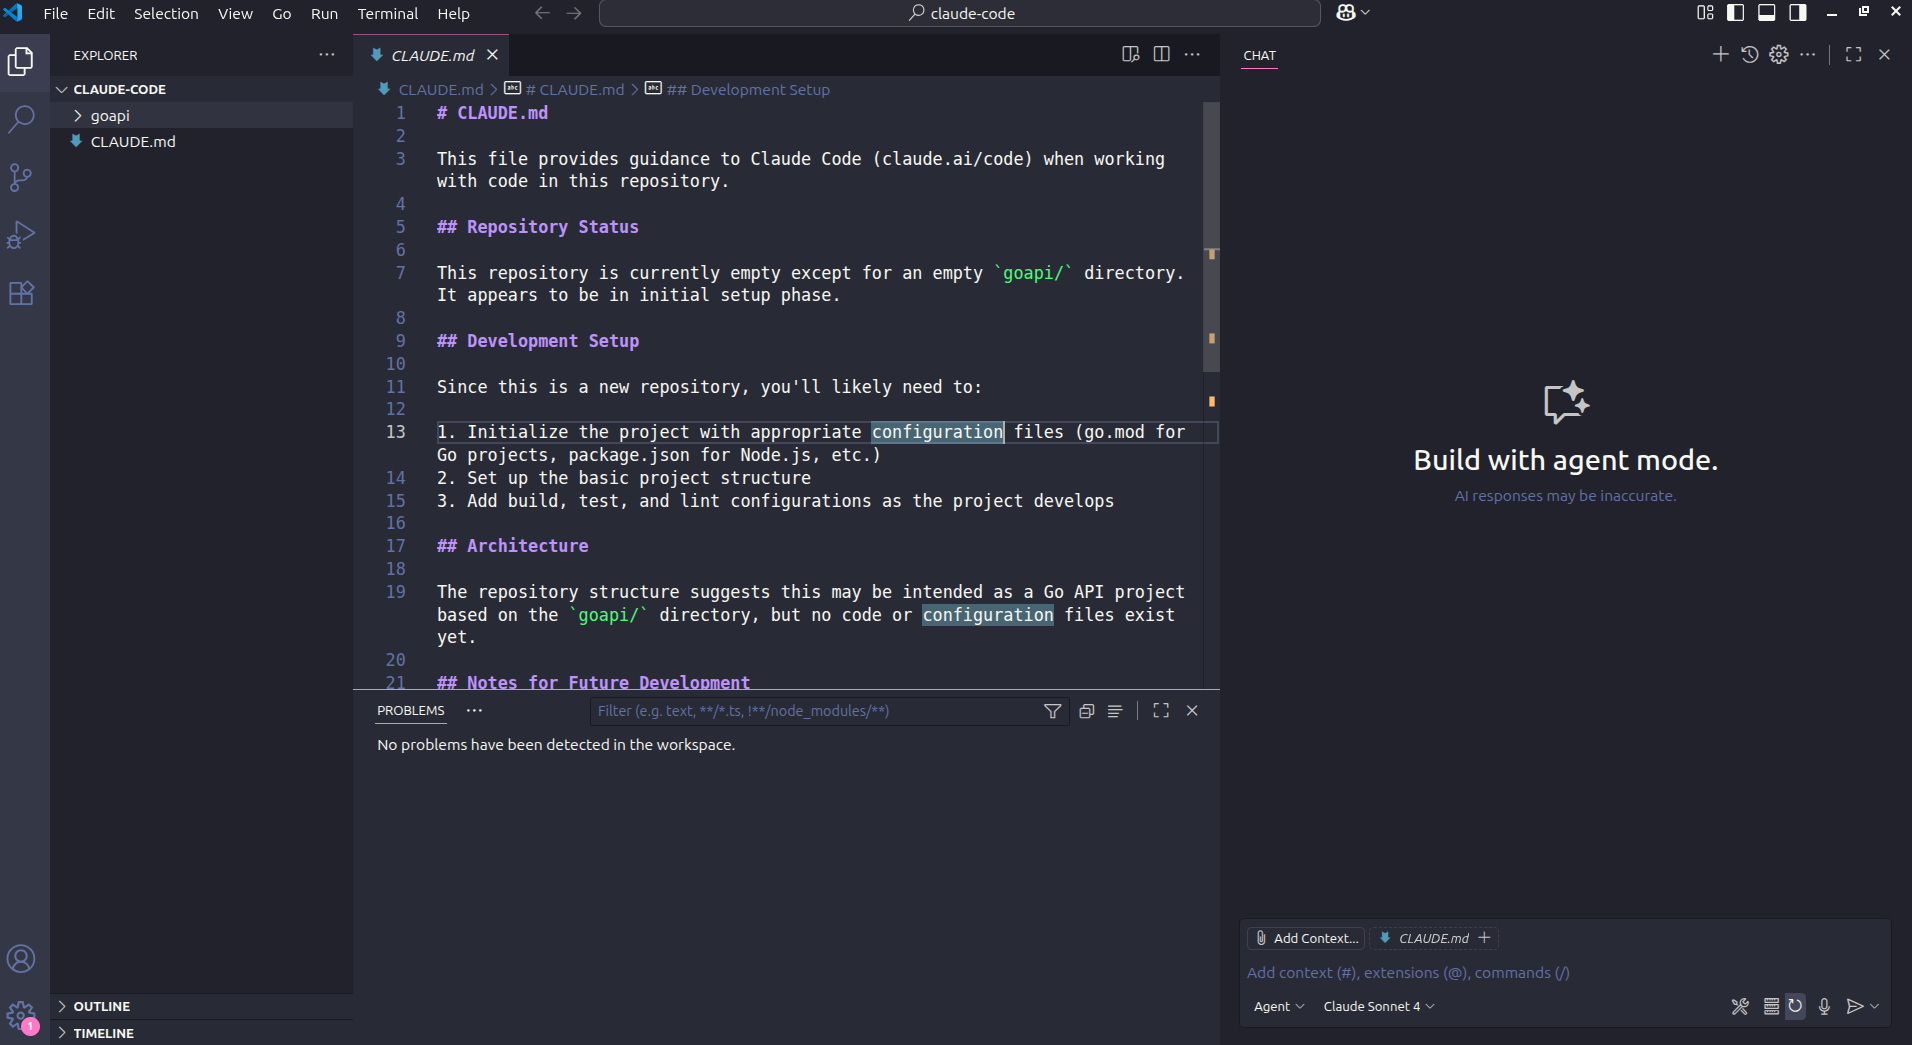 File Edit Selection View Go Run Terminal Help
claude-code
EXPLORER
CLAUDE-CODE
goapi
CLAUDE.md
OUTLINE
TIMELINE
1
CLAUDE.md
CLAUDE.md > abc # CLAUDE.md > abc ## Development Setup
1 # CLAUDE.md
2
3 This file provides guidance to Claude Code (claude.ai/code) when working
with code in this repository.
4
5 ## Repository Status
6
7 This repository is currently empty except for an empty `goapi/` directory.
It appears to be in initial setup phase.
8
9 ## Development Setup
10
11 Since this is a new repository, you'll likely need to:
12
13 1. Initialize the project with appropriate configuration files (go.mod for
Go projects, package.json for Node.js, etc.)
14 2. Set up the basic project structure
15 3. Add build, test, and lint configurations as the project develops
16
17 ## Architecture
18
19 The repository structure suggests this may be intended as a Go API project
based on the `goapi/` directory, but no code or configuration files exist
yet.
20
21 ## Notes for Future Development
PROBLEMS
Filter (e.g. text, **/*.ts, !**/node_modules/**)
No problems have been detected in the workspace.
CHAT
Build with agent mode.
AI responses may be inaccurate.
Add Context... CLAUDE.md
Add context (#), extensions (@), commands (/)
Agent Claude Sonnet 4